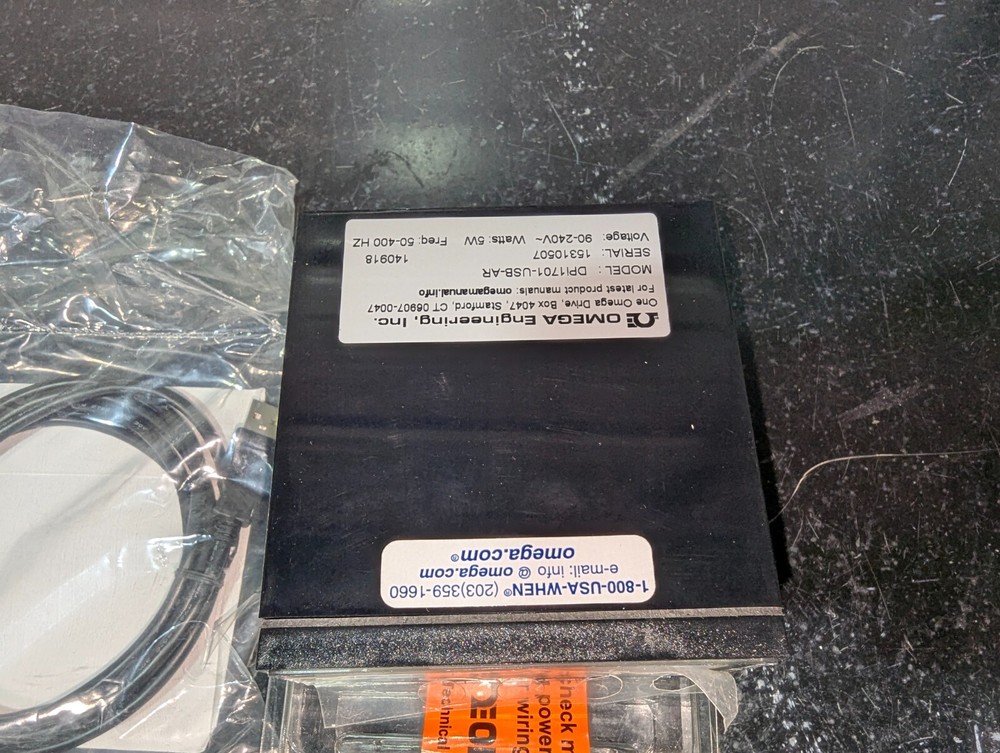 OMEGA Engineering, Inc.
One Omega Drive, Box 4047, Stamford, CT 06907-0047
For latest product manuals: omegamanual.info
MODEL : DPI1701-USB-AR
SERIAL : 15310507 140918
Voltage: 90-240V~ Watts: 5W Freq: 50-400 HZ
1-800-USA-WHEN® (203)359-1660
e-mail: info @ omega.com
omega.com®
wiring
power